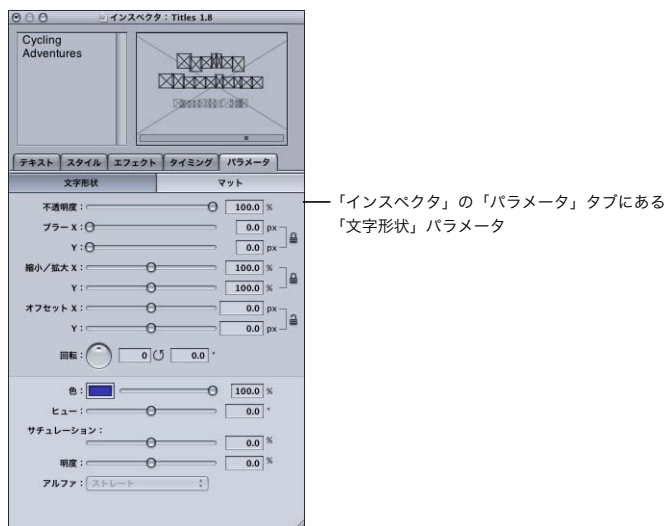 インスペクタ：Titles 1.8
Cycling
Adventures
テキスト スタイル エフェクト タイミング パラメータ
文字形状 マット
不透明度： 100.0 %
ブラー X： 0.0 px
Y： 0.0 px
縮小／拡大 X： 100.0 %
Y： 100.0 %
オフセット X： 0.0 px
Y： 0.0 px
回転： 0 0.0 °
色： 100.0 %
ヒュー： 0.0 °
サチュレーション：
0.0 %
明度： 0.0 %
アルファ： ストレート
「インスペクタ」の「パラメータ」タブにある
「文字形状」パラメータ